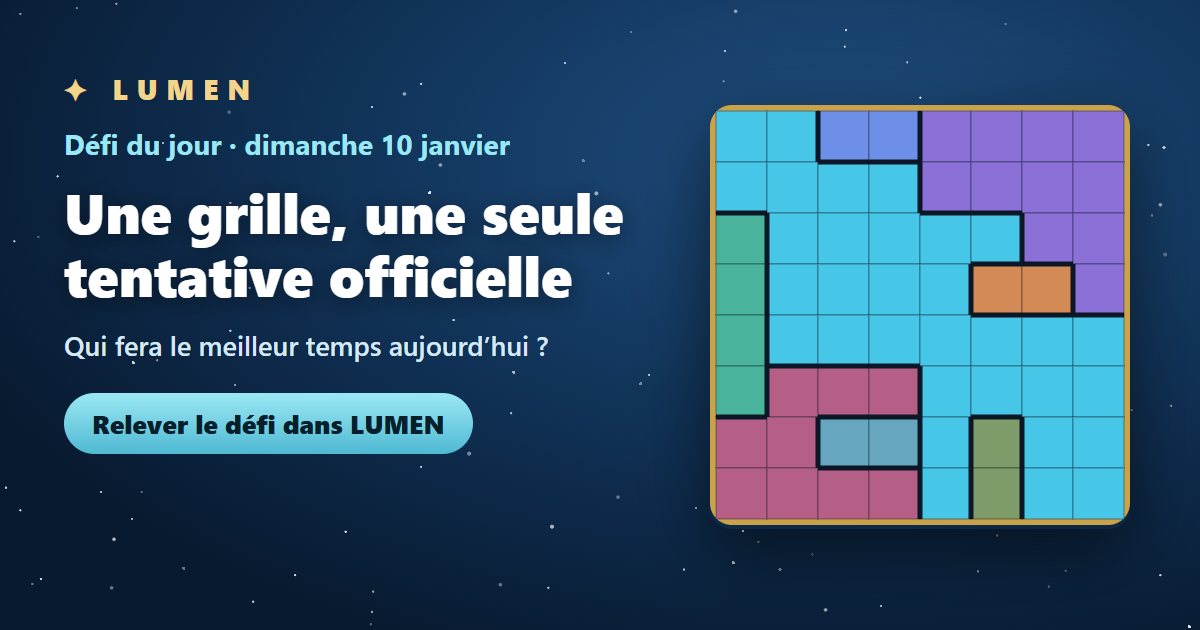 LUMEN
Défi du jour · dimanche 10 janvier
Une grille, une seule
tentative officielle
Qui fera le meilleur temps aujourd’hui ?
Relever le défi dans LUMEN